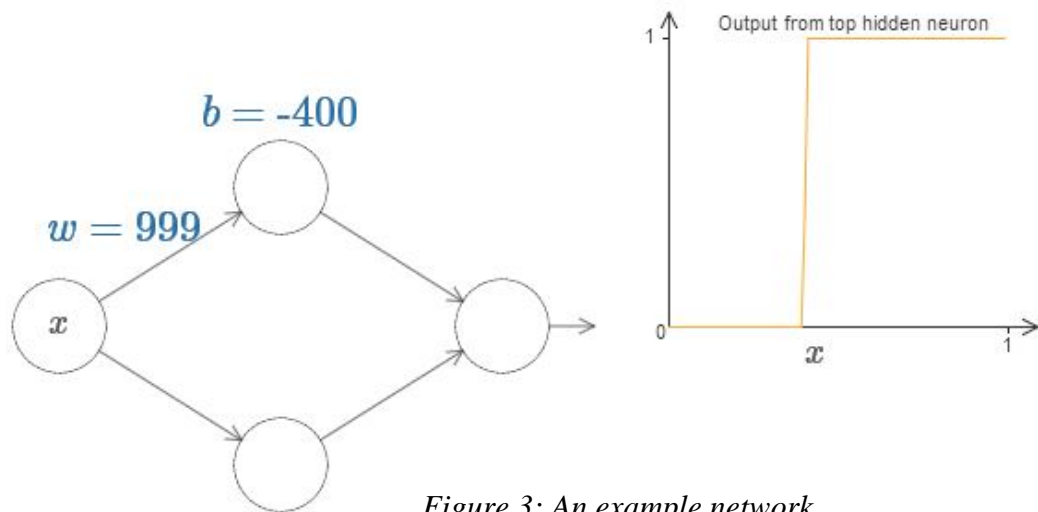 Output from top hidden neuron
1
b = -400
w = 999
x
0
x
1
Figure 3: An example network